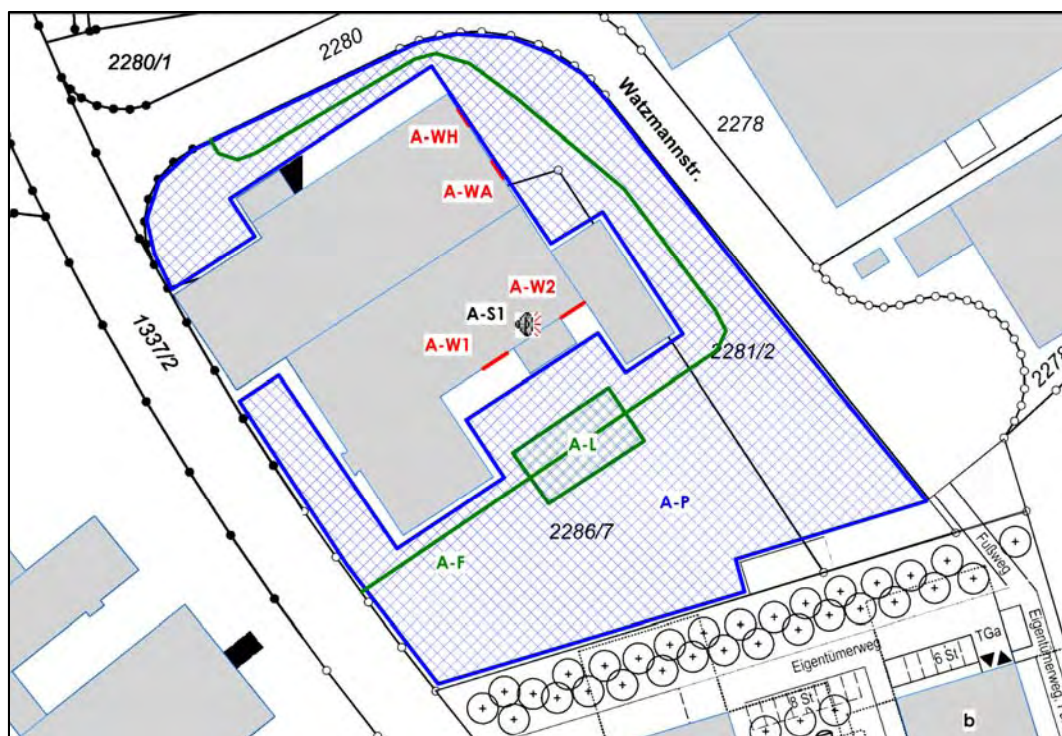 2280/1
2280
Watzmannstr.
2278
A-WH
A-WA
A-W2
A-S1
A-W1
1337/2
2281/2
A-L
A-P
2286/7
A-F
Fußweg
TGa
6 St
Eigentümerweg
8 St
b